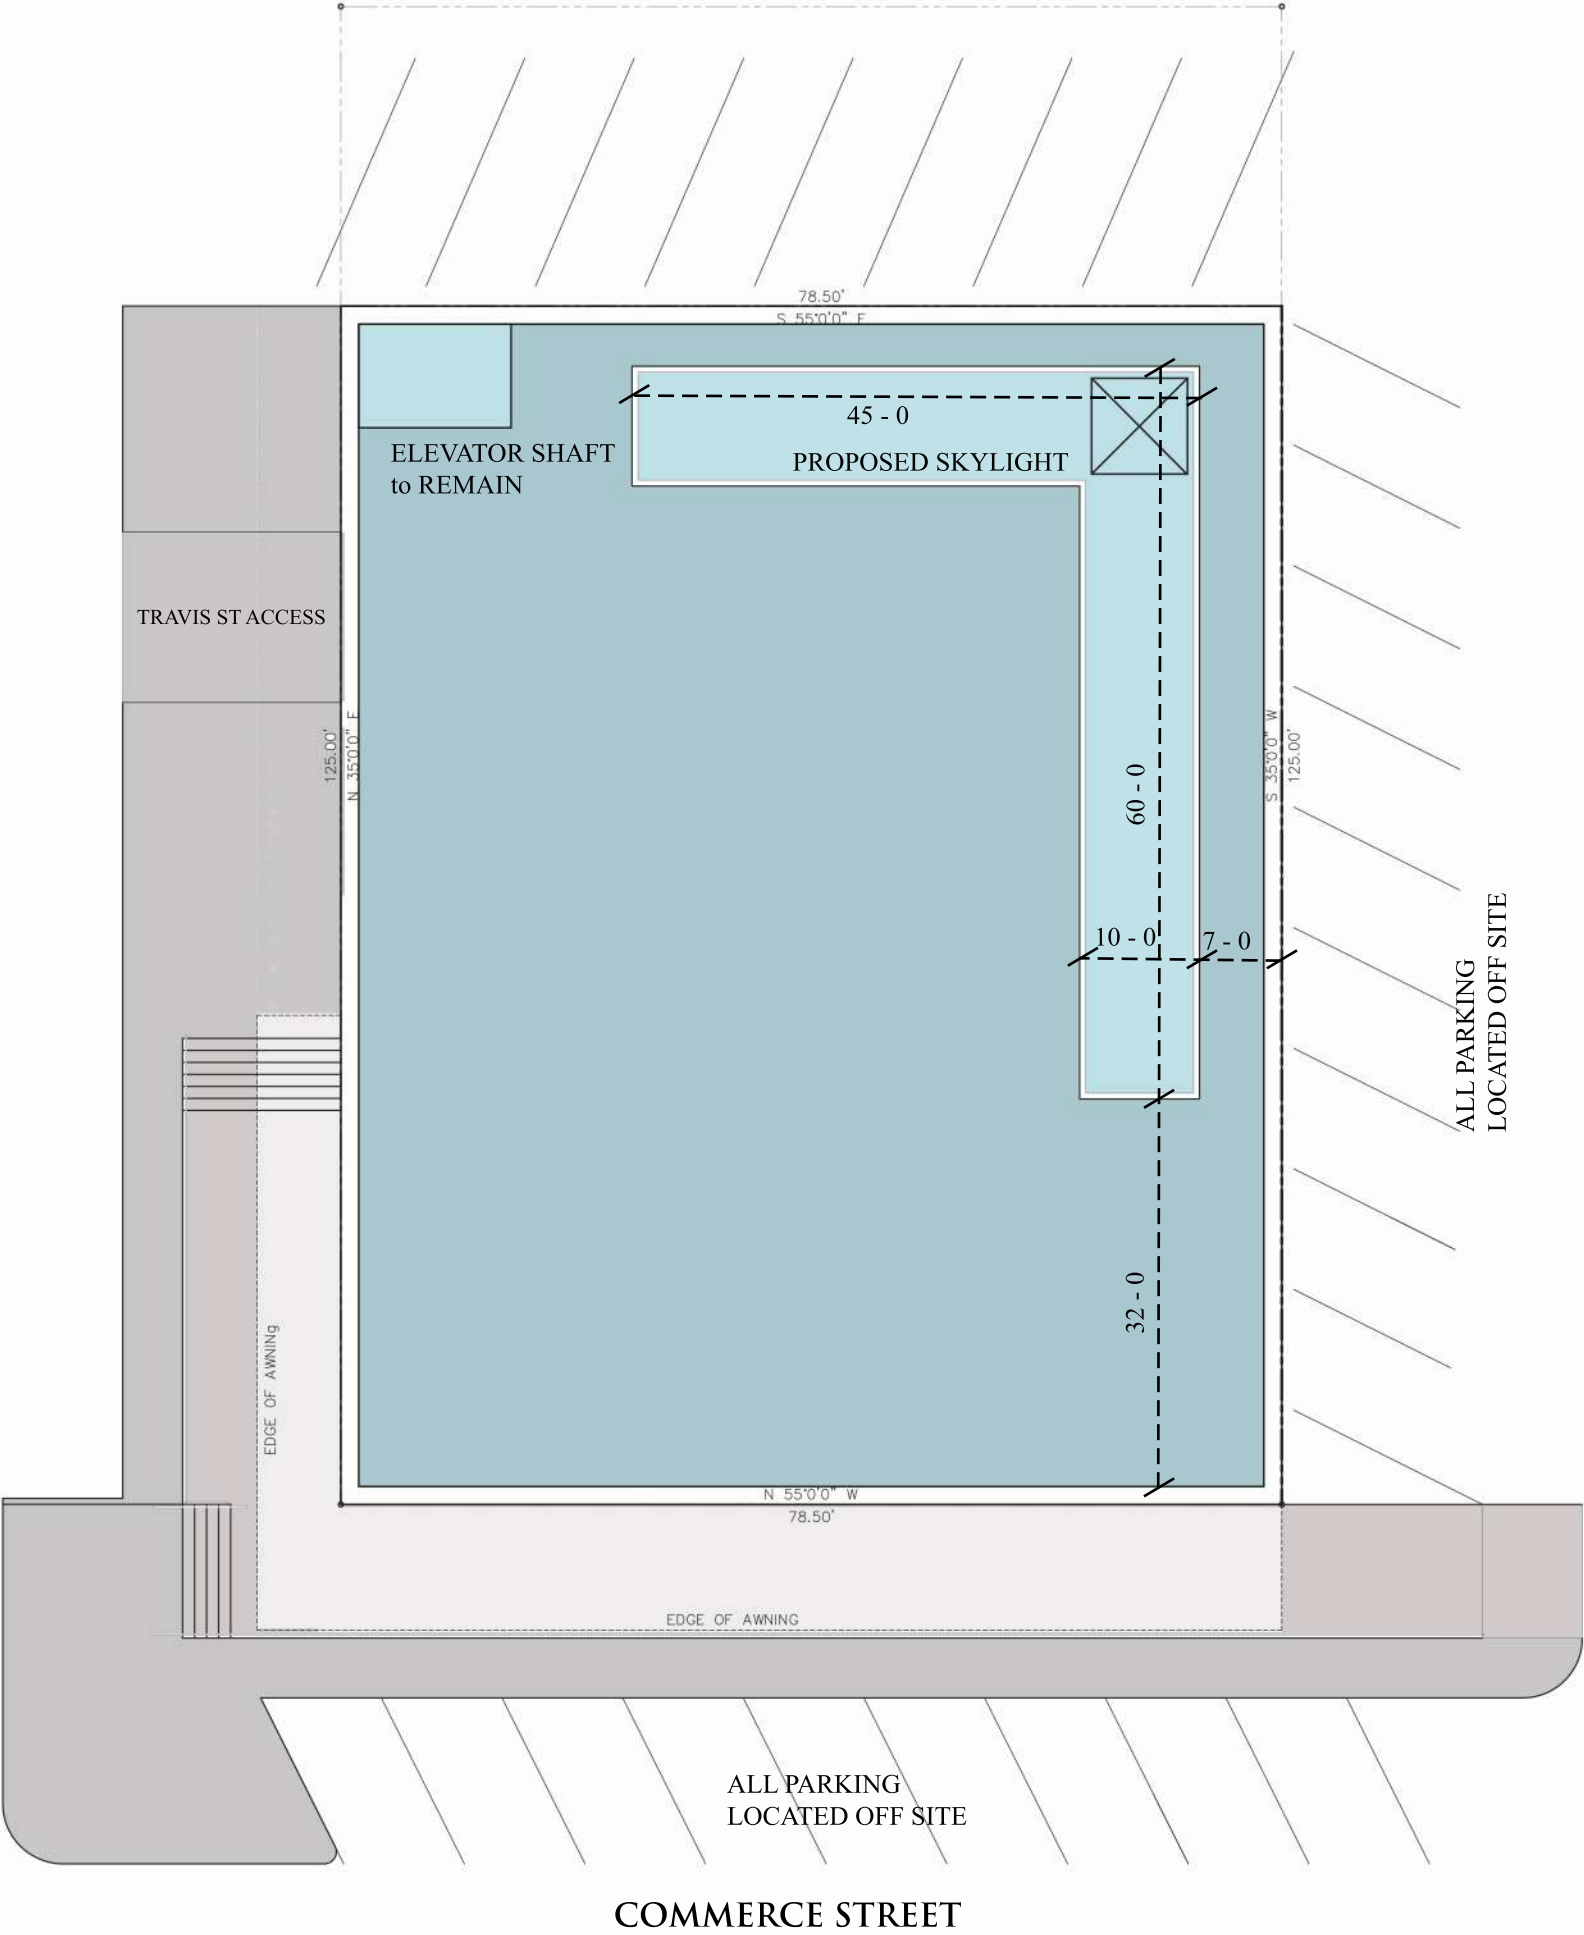 78.50'
S 55°0'0" E
45 - 0
ELEVATOR SHAFT
to REMAIN
PROPOSED SKYLIGHT
TRAVIS ST ACCESS
125.00'
N 35°0'0" E
60 - 0
S 35°0'0" W
125.00'
10 - 0
7 - 0
ALL PARKING
LOCATED OFF SITE
32 - 0
EDGE OF AWNINg
N 55°0'0" W
78.50'
EDGE OF AWNING
ALL PARKING
LOCATED OFF SITE
COMMERCE STREET